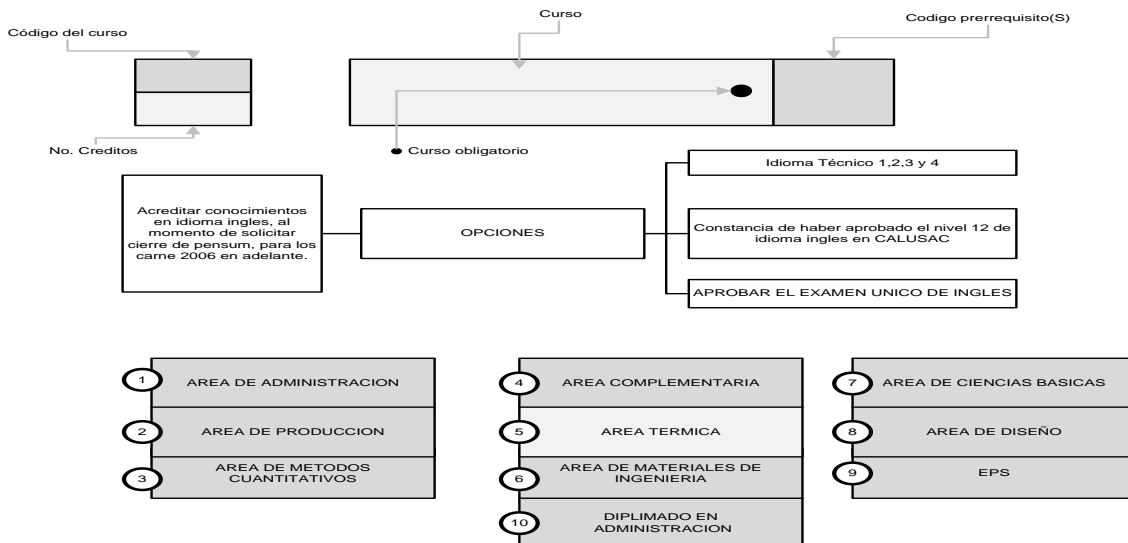 Curso
Codigo prerrequisito(S)
Código del curso
No. Creditos
Curso obligatorio
Acreditar conocimientos
en idioma ingles, al
momento de solicitar
cierre de pensum, para los
carne 2006 en adelante.
OPCIONES
Idioma Técnico 1,2,3 y 4
Constancia de haber aprobado el nivel 12 de
idioma ingles en CALUSAC
APROBAR EL EXAMEN UNICO DE INGLES
1
AREA DE ADMINISTRACION
2
AREA DE PRODUCCION
3
AREA DE METODOS
CUANTITATIVOS
4
AREA COMPLEMENTARIA
5
AREA TERMICA
6
AREA DE MATERIALES DE
INGENIERIA
10
DIPLIMADO EN
ADMINISTRACION
7
AREA DE CIENCIAS BASICAS
8
AREA DE DISEÑO
9
EPS